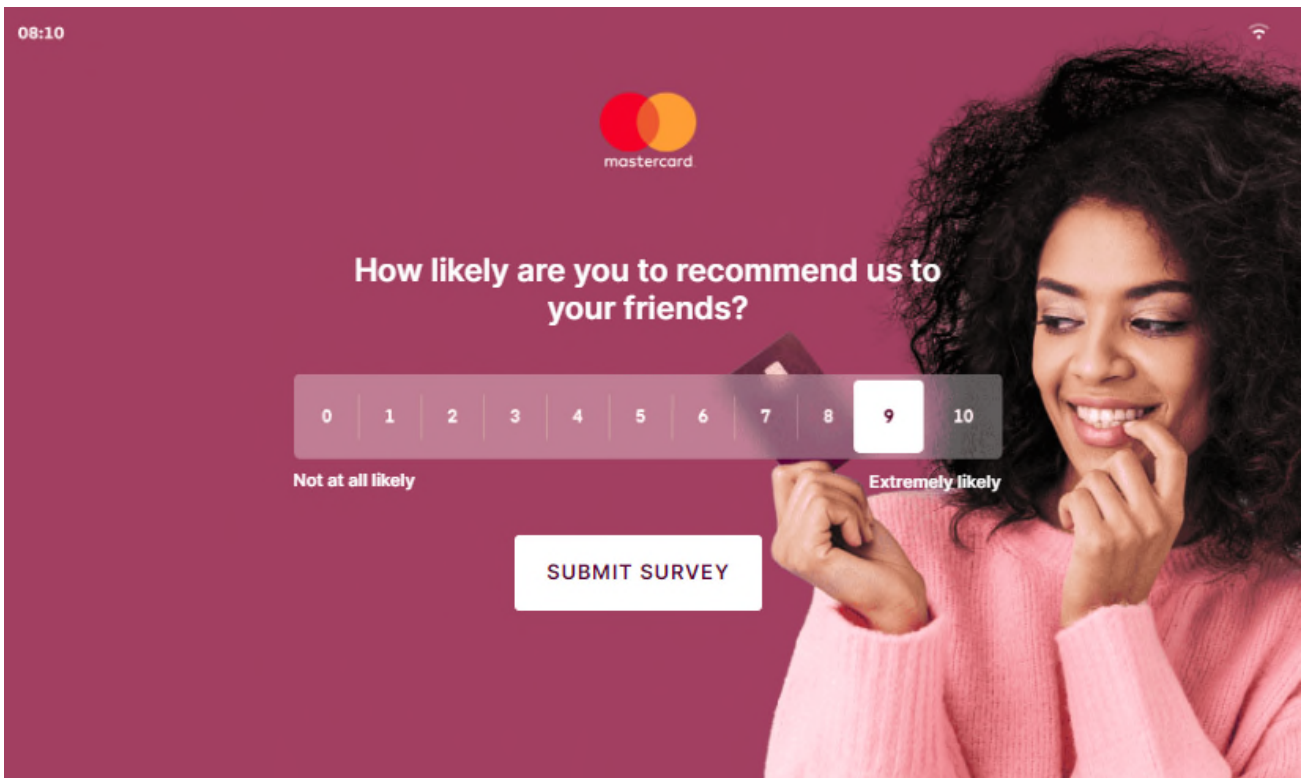 08:10
mastercard
How likely are you to recommend us to
your friends?
0 1 2 3 4 5 6 7 8 9 10
Not at all likely Extremely likely
SUBMIT SURVEY